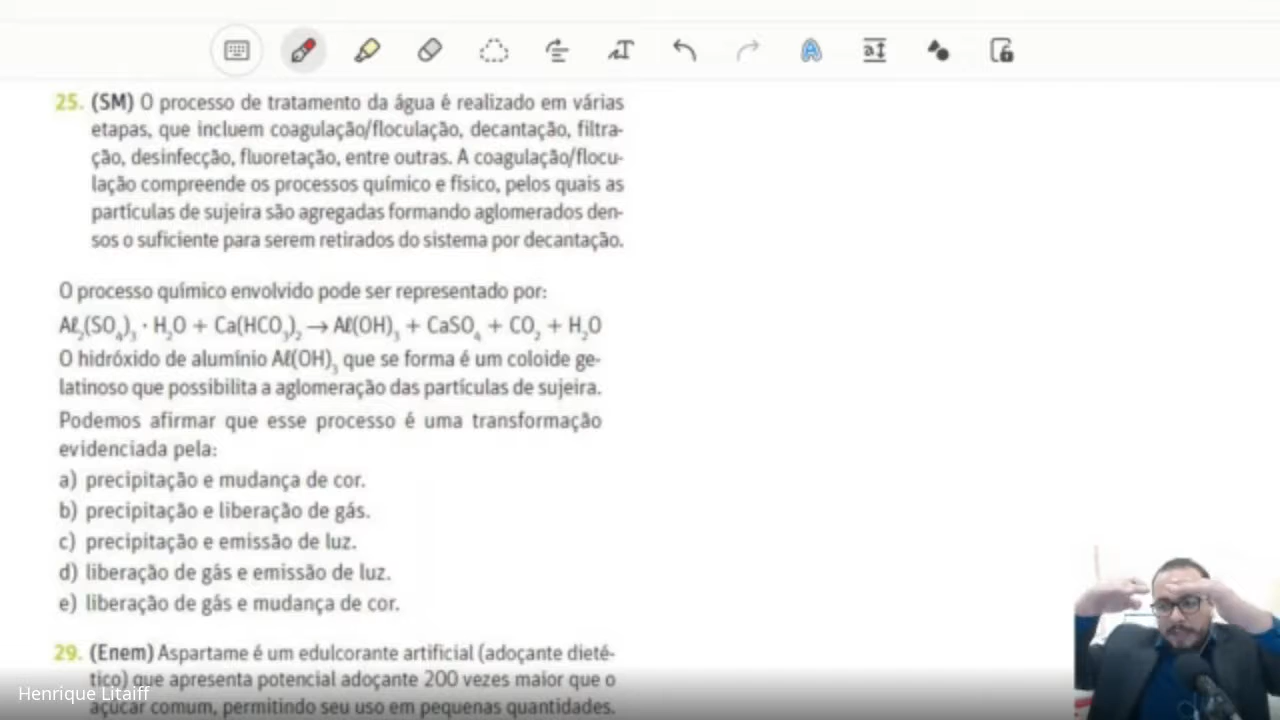 25. (SM) O processo de tratamento da água é realizado em várias
etapas, que incluem coagulação/floculação, decantação, filtra-
ção, desinfecção, fluoretação, entre outras. A coagulação/flocu-
lação compreende os processos químico e físico, pelos quais as
partículas de sujeira são agregadas formando aglomerados den-
sos o suficiente para serem retirados do sistema por decantação.
O processo químico envolvido pode ser representado por:
Aℓ₂(SO₄)₃ · H₂O + Ca(HCO₃)₂ → Aℓ(OH)₃ + CaSO₄ + CO₂ + H₂O
O hidróxido de alumínio Aℓ(OH)₃ que se forma é um coloide ge-
latinoso que possibilita a aglomeração das partículas de sujeira.
Podemos afirmar que esse processo é uma transformação
evidenciada pela:
a) precipitação e mudança de cor.
b) precipitação e liberação de gás.
c) precipitação e emissão de luz.
d) liberação de gás e emissão de luz.
e) liberação de gás e mudança de cor.
29. (Enem) Aspartame é um edulcorante artificial (adoçante dieté-
tico) que apresenta potencial adoçante 200 vezes maior que o
açúcar comum, permitindo seu uso em pequenas quantidades.
Henrique Litaiff